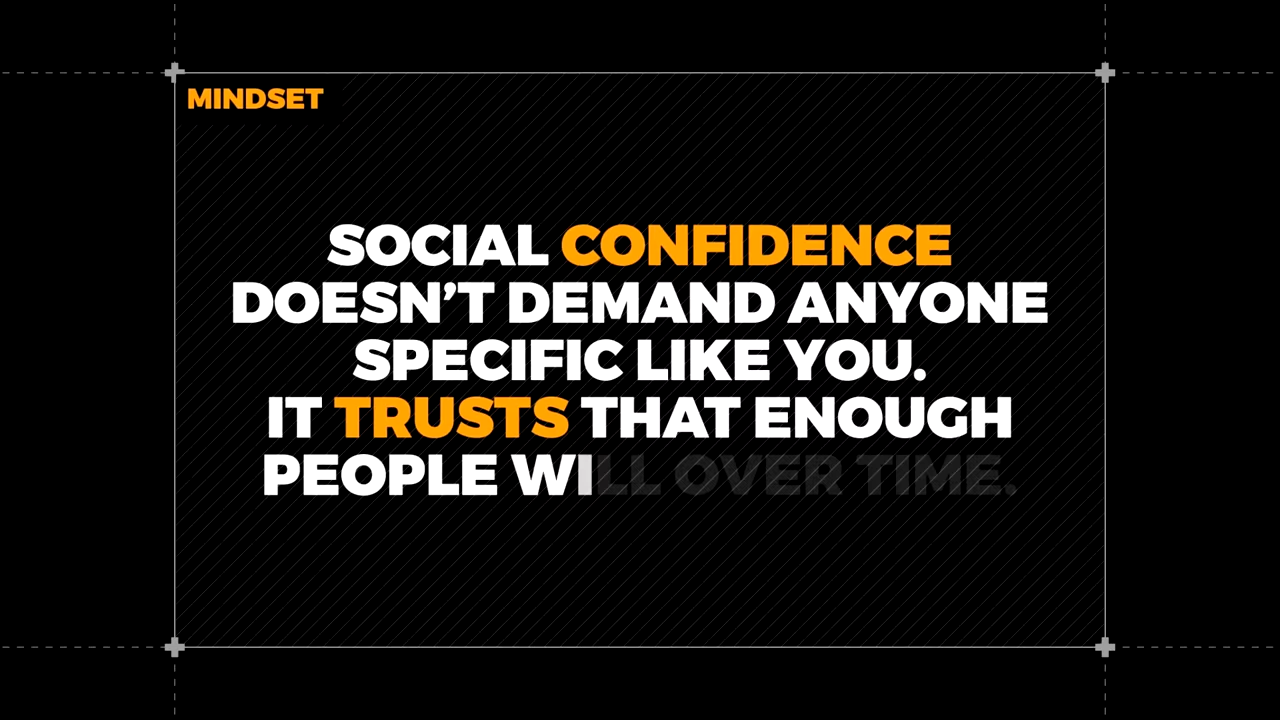 MINDSET
SOCIAL CONFIDENCE
DOESN’T DEMAND ANYONE
SPECIFIC LIKE YOU.
IT TRUSTS THAT ENOUGH
PEOPLE WILL OVER TIME.